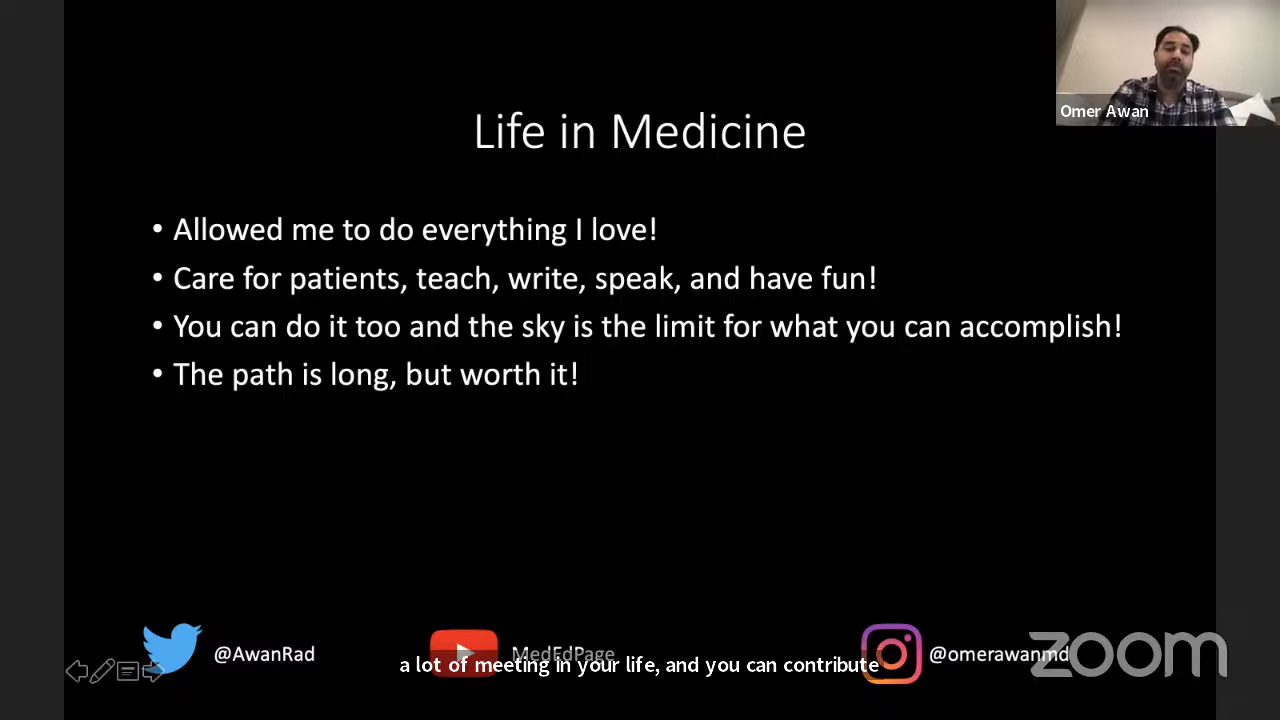 Omer Awan
Life in Medicine
• Allowed me to do everything I love!
• Care for patients, teach, write, speak, and have fun!
• You can do it too and the sky is the limit for what you can accomplish!
• The path is long, but worth it!
@AwanRad
MedEdPage
@omerawanmd
zoom
a lot of meeting in your life, and you can contribute